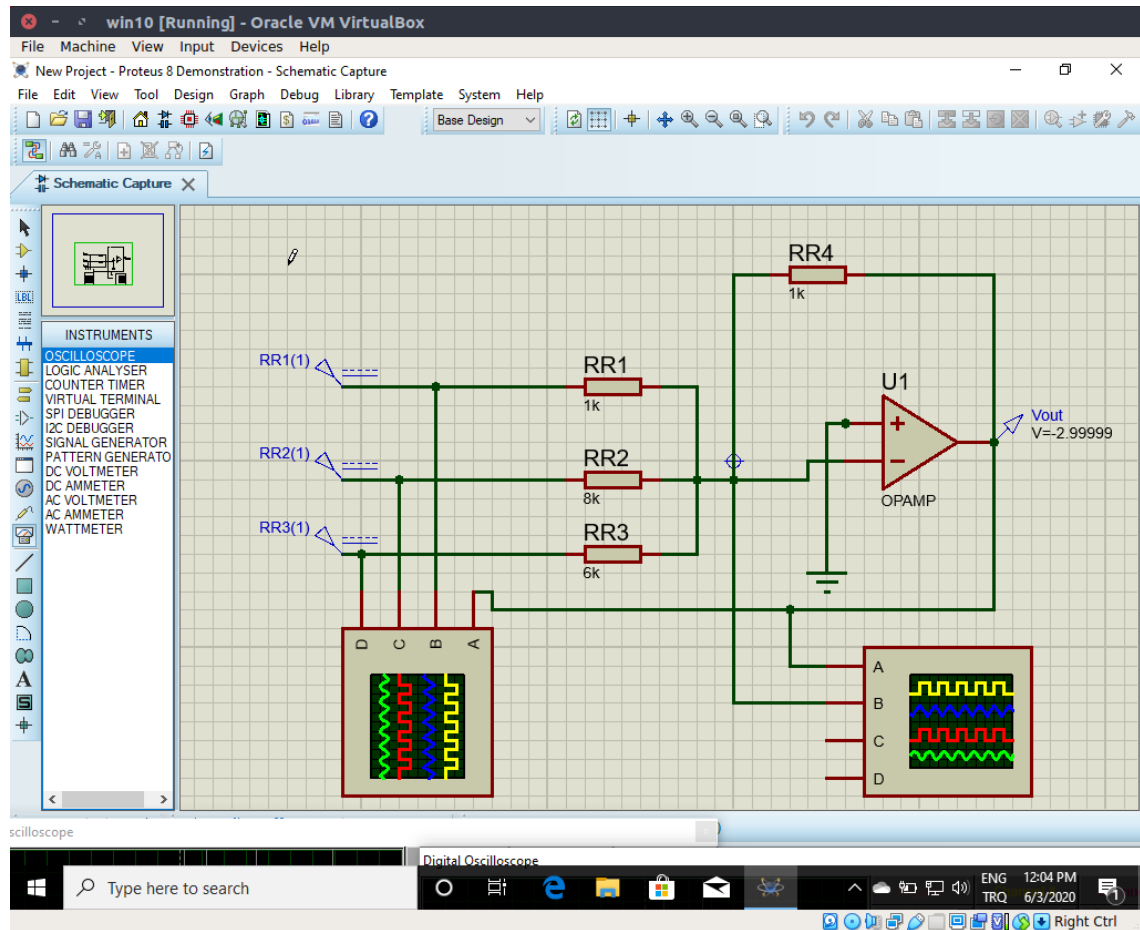 win10 [Running] - Oracle VM VirtualBox
File Machine View Input Devices Help
New Project - Proteus 8 Demonstration - Schematic Capture
File Edit View Tool Design Graph Debug Library Template System Help
Base Design
Schematic Capture
LBL
INSTRUMENTS
OSCILLOSCOPE
LOGIC ANALYSER
COUNTER TIMER
VIRTUAL TERMINAL
SPI DEBUGGER
I2C DEBUGGER
SIGNAL GENERATOR
PATTERN GENERATO
DC VOLTMETER
DC AMMETER
AC VOLTMETER
AC AMMETER
WATTMETER
A
S
RR4
1k
RR1(1)
RR1
1k
RR2(1)
RR2
8k
RR3(1)
RR3
6k
U1
OPAMP
Vout
V=-2.99999
D C B A
A
B
C
D
scilloscope
Digital Oscilloscope
Type here to search
ENG
TRQ
12:04 PM
6/3/2020
1
Right Ctrl